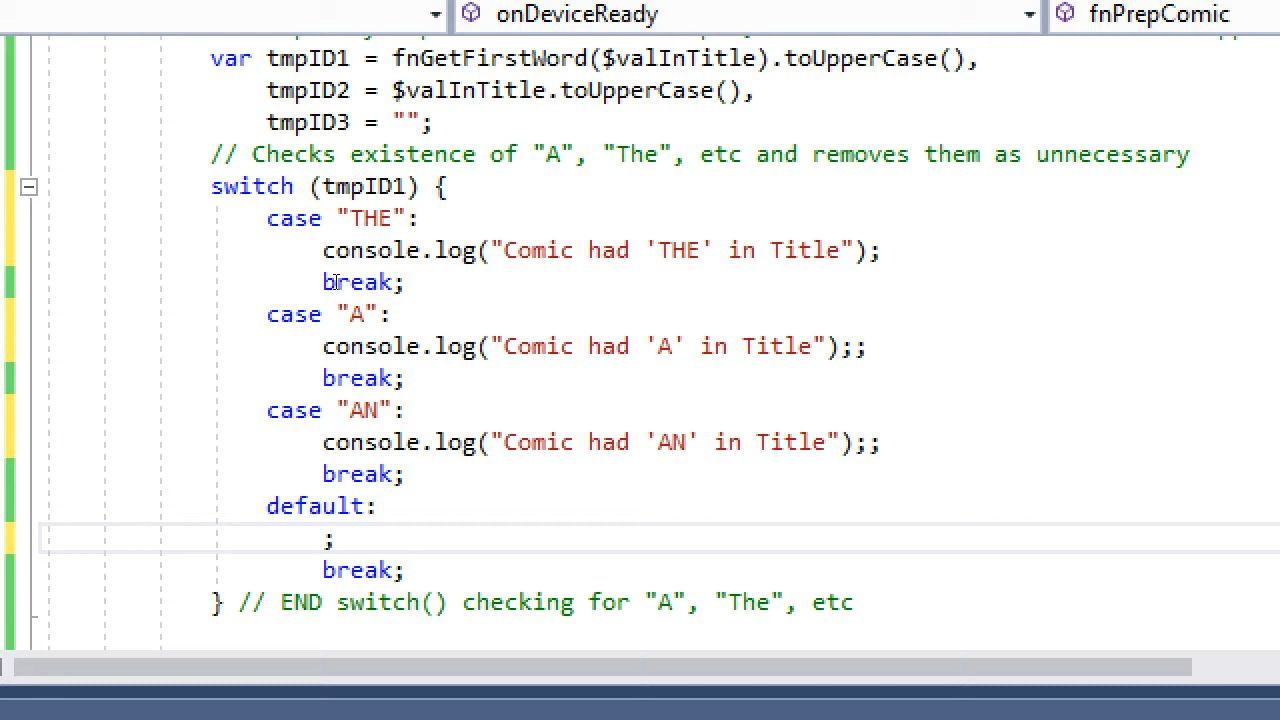 onDeviceReady fnPrepComic
var tmpID1 = fnGetFirstWord($valInTitle).toUpperCase(),
tmpID2 = $valInTitle.toUpperCase(),
tmpID3 = "";
// Checks existence of "A", "The", etc and removes them as unnecessary
switch (tmpID1) {
case "THE":
console.log("Comic had 'THE' in Title");
break;
case "A":
console.log("Comic had 'A' in Title");;
break;
case "AN":
console.log("Comic had 'AN' in Title");;
break;
default:
;
break;
} // END switch() checking for "A", "The", etc